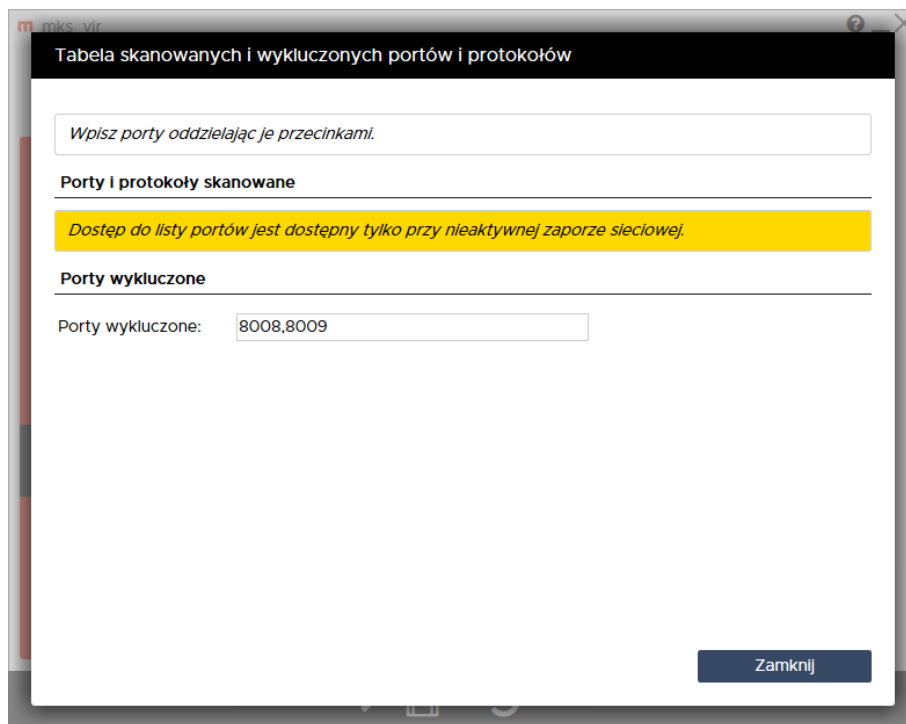 mks_vir
Tabela skanowanych i wykluczonych portów i protokołów
Wpisz porty oddzielając je przecinkami.
Porty i protokoły skanowane
Dostęp do listy portów jest dostępny tylko przy nieaktywnej zaporze sieciowej.
Porty wykluczone
Porty wykluczone: 8008,8009
Zamknij